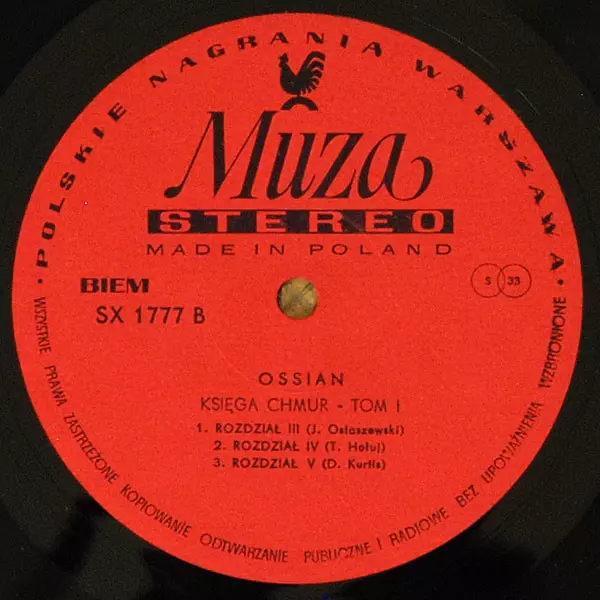 • POLSKIE NAGRANIA WARSZAWA •
Muza
STEREO
MADE IN POLAND
BIEM
SX 1777 B
S 33
OSSIAN
KSIĘGA CHMUR - TOM I
1. ROZDZIAŁ III (J. Ostaszewski)
2. ROZDZIAŁ IV (T. Hołuj)
3. ROZDZIAŁ V (D. Kurtis)
WSZYSTKIE PRAWA ZASTRZEŻONE KOPIOWANIE ODTWARZANIE PUBLICZNE I RADIOWE BEZ UPOWAŻNIENIA WZBRONIONE